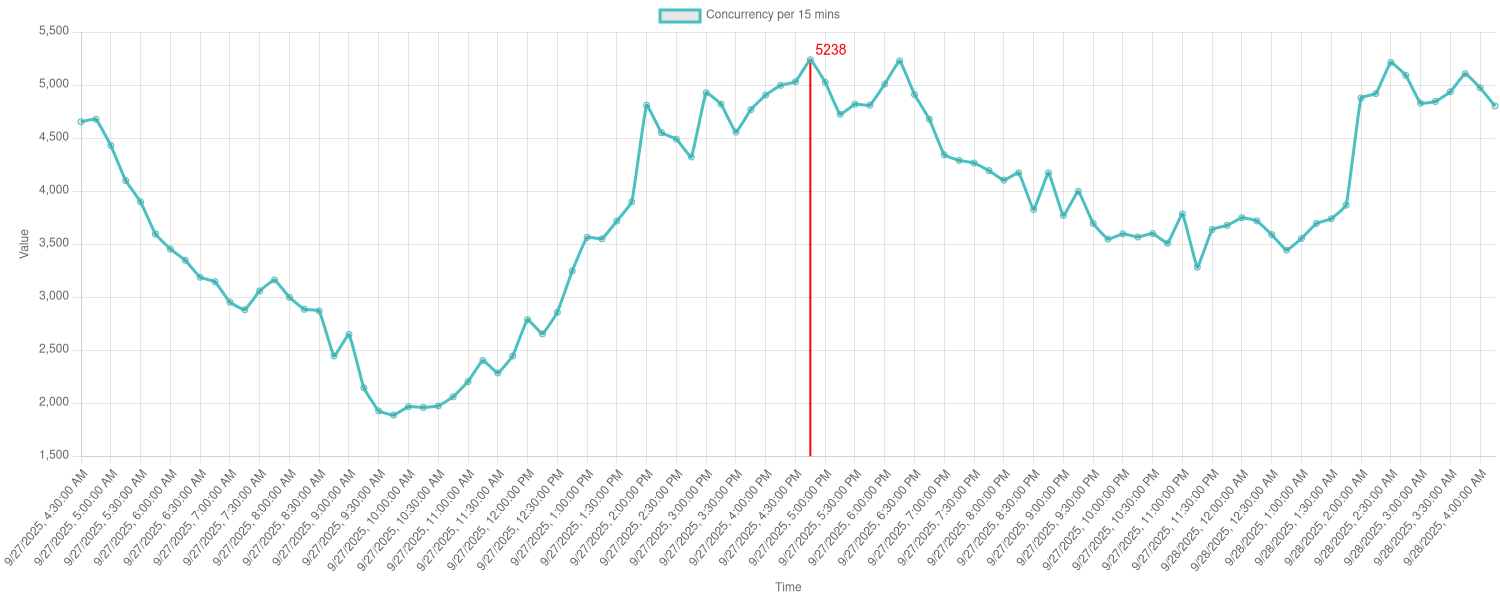 Concurrency per 15 mins
5,500
5238
5,000
4,500
4,000
3,500
3,000
2,500
2,000
1,500
Value
9/27/2025, 4:30:00 AM
9/27/2025, 5:00:00 AM
9/27/2025, 5:30:00 AM
9/27/2025, 6:00:00 AM
9/27/2025, 6:30:00 AM
9/27/2025, 7:00:00 AM
9/27/2025, 7:30:00 AM
9/27/2025, 8:00:00 AM
9/27/2025, 8:30:00 AM
9/27/2025, 9:00:00 AM
9/27/2025, 9:30:00 AM
9/27/2025, 10:00:00 AM
9/27/2025, 10:30:00 AM
9/27/2025, 11:00:00 AM
9/27/2025, 11:30:00 AM
9/27/2025, 12:00:00 PM
9/27/2025, 12:30:00 PM
9/27/2025, 1:00:00 PM
9/27/2025, 1:30:00 PM
9/27/2025, 2:00:00 PM
9/27/2025, 2:30:00 PM
9/27/2025, 3:00:00 PM
9/27/2025, 3:30:00 PM
9/27/2025, 4:00:00 PM
9/27/2025, 4:30:00 PM
9/27/2025, 5:00:00 PM
9/27/2025, 5:30:00 PM
9/27/2025, 6:00:00 PM
9/27/2025, 6:30:00 PM
9/27/2025, 7:00:00 PM
9/27/2025, 7:30:00 PM
9/27/2025, 8:00:00 PM
9/27/2025, 8:30:00 PM
9/27/2025, 9:00:00 PM
9/27/2025, 9:30:00 PM
9/27/2025, 10:00:00 PM
9/27/2025, 10:30:00 PM
9/27/2025, 11:00:00 PM
9/27/2025, 11:30:00 PM
9/28/2025, 12:00:00 AM
9/28/2025, 12:30:00 AM
9/28/2025, 1:00:00 AM
9/28/2025, 1:30:00 AM
9/28/2025, 2:00:00 AM
9/28/2025, 2:30:00 AM
9/28/2025, 3:00:00 AM
9/28/2025, 3:30:00 AM
9/28/2025, 4:00:00 AM
Time